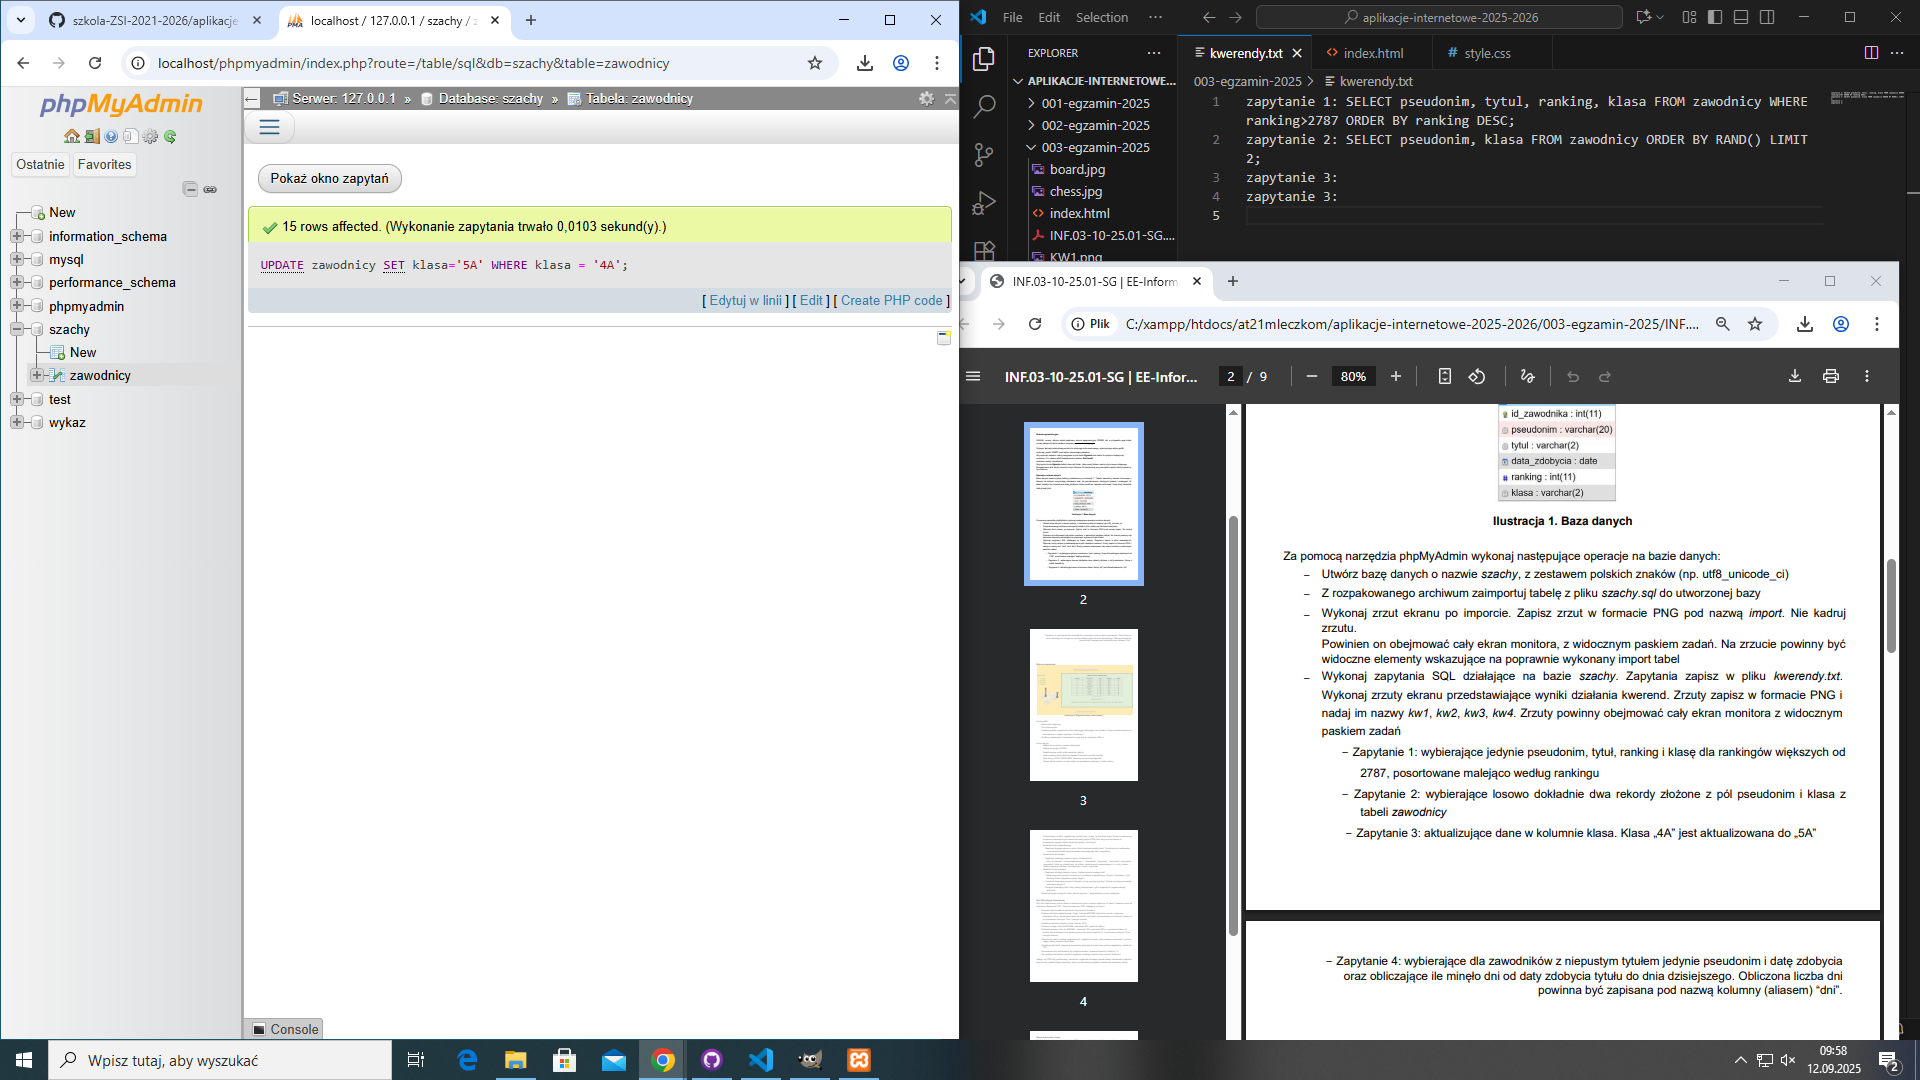 szkola-ZSI-2021-2026/aplikacje
localhost / 127.0.0.1 / szachy / z
localhost/phpmyadmin/index.php?route=/table/sql&db=szachy&table=zawodnicy
phpMyAdmin
Ostatnie
Favorites
New
information_schema
mysql
performance_schema
phpmyadmin
szachy
New
zawodnicy
test
wykaz
Serwer: 127.0.0.1 » Database: szachy » Tabela: zawodnicy
Pokaż okno zapytań
15 rows affected. (Wykonanie zapytania trwało 0,0103 sekund(y).)
UPDATE zawodnicy SET klasa='5A' WHERE klasa = '4A';
[ Edytuj w linii ] [ Edit ] [ Create PHP code ]
Console
File Edit Selection ···
aplikacje-internetowe-2025-2026
EXPLORER
APLIKACJE-INTERNETOWE...
001-egzamin-2025
002-egzamin-2025
003-egzamin-2025
board.jpg
chess.jpg
index.html
INF.03-10-25.01-SG....
KW1.png
kwerendy.txt
index.html
style.css
003-egzamin-2025 > kwerendy.txt
1 zapytanie 1: SELECT pseudonim, tytul, ranking, klasa FROM zawodnicy WHERE
ranking>2787 ORDER BY ranking DESC;
2 zapytanie 2: SELECT pseudonim, klasa FROM zawodnicy ORDER BY RAND() LIMIT
2;
3 zapytanie 3:
4 zapytanie 3:
5
INF.03-10-25.01-SG | EE-Inform
Plik
C:/xampp/htdocs/at21mleczkom/aplikacje-internetowe-2025-2026/003-egzamin-2025/INF....
INF.03-10-25.01-SG | EE-Infor...
2 / 9
80%
2
3
4
id_zawodnika : int(11)
pseudonim : varchar(20)
tytul : varchar(2)
data_zdobycia : date
ranking : int(11)
klasa : varchar(2)
Ilustracja 1. Baza danych
Za pomocą narzędzia phpMyAdmin wykonaj następujące operacje na bazie danych:
– Utwórz bazę danych o nazwie szachy, z zestawem polskich znaków (np. utf8_unicode_ci)
– Z rozpakowanego archiwum zaimportuj tabelę z pliku szachy.sql do utworzonej bazy
– Wykonaj zrzut ekranu po imporcie. Zapisz zrzut w formacie PNG pod nazwą import. Nie kadruj
zrzutu.
Powinien on obejmować cały ekran monitora, z widocznym paskiem zadań. Na zrzucie powinny być
widoczne elementy wskazujące na poprawnie wykonany import tabel
– Wykonaj zapytania SQL działające na bazie szachy. Zapytania zapisz w pliku kwerendy.txt.
Wykonaj zrzuty ekranu przedstawiające wyniki działania kwerend. Zrzuty zapisz w formacie PNG i
nadaj im nazwy kw1, kw2, kw3, kw4. Zrzuty powinny obejmować cały ekran monitora z widocznym
paskiem zadań
– Zapytanie 1: wybierające jedynie pseudonim, tytuł, ranking i klasę dla rankingów większych od
2787, posortowane malejąco według rankingu
– Zapytanie 2: wybierające losowo dokładnie dwa rekordy złożone z pól pseudonim i klasa z
tabeli zawodnicy
– Zapytanie 3: aktualizujące dane w kolumnie klasa. Klasa „4A” jest aktualizowana do „5A”
– Zapytanie 4: wybierające dla zawodników z niepustym tytułem jedynie pseudonim i datę zdobycia
oraz obliczające ile minęło dni od daty zdobycia tytułu do dnia dzisiejszego. Obliczona liczba dni
powinna być zapisana pod nazwą kolumny (aliasem) “dni”.
Wpisz tutaj, aby wyszukać
09:58
12.09.2025
2